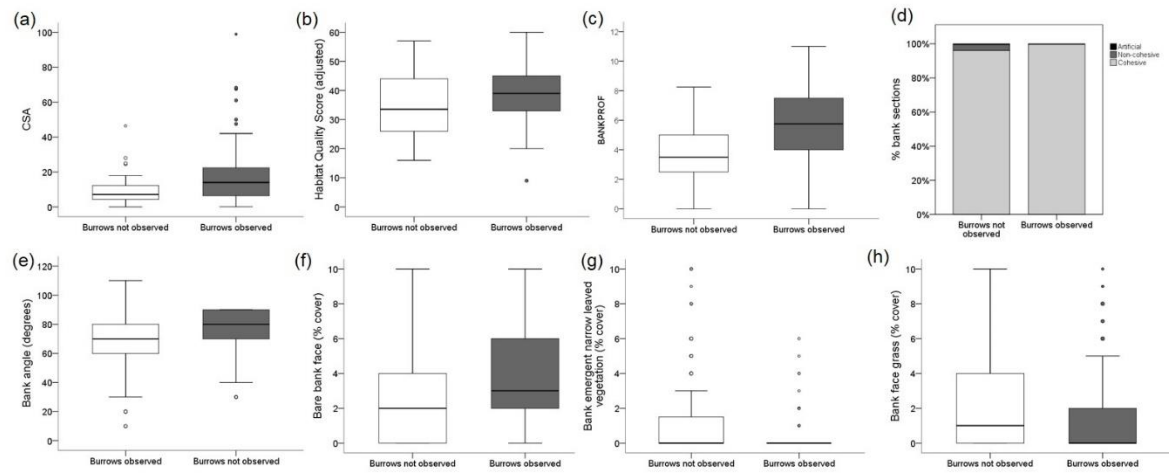 (a)
CSA
100
80
60
40
20
0
Burrows not observed
Burrows observed
(b)
Habitat Quality Score (adjusted)
60
50
40
30
20
10
0
Burrows not observed
Burrows observed
(c)
BANKPROF
12
10
8
6
4
2
0
Burrows not observed
Burrows observed
(d)
% bank sections
100%
80%
60%
40%
20%
0%
Burrows not
observed
Burrows observed
Artificial
Non-cohesive
Cohesive
(e)
Bank angle (degrees)
120
100
80
60
40
20
0
Burrows observed
Burrows not observed
(f)
Bare bank face (% cover)
10
8
6
4
2
0
Burrows not observed
Burrows observed
(g)
Bank emergent narrow leaved
vegetation (% cover)
10
8
6
4
2
0
Burrows not observed
Burrows observed
(h)
Bank face grass (% cover)
10
8
6
4
2
0
Burrows not observed
Burrows observed